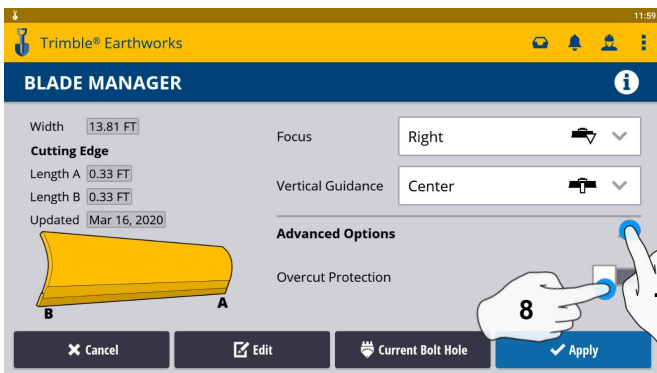 11:59
Trimble® Earthworks
BLADE MANAGER
i
Width 13.81 FT
Cutting Edge
Length A 0.33 FT
Length B 0.33 FT
Updated Mar 16, 2020
B
A
Focus Right
Vertical Guidance Center
Advanced Options
Overcut Protection
8
Cancel
Edit
Current Bolt Hole
Apply